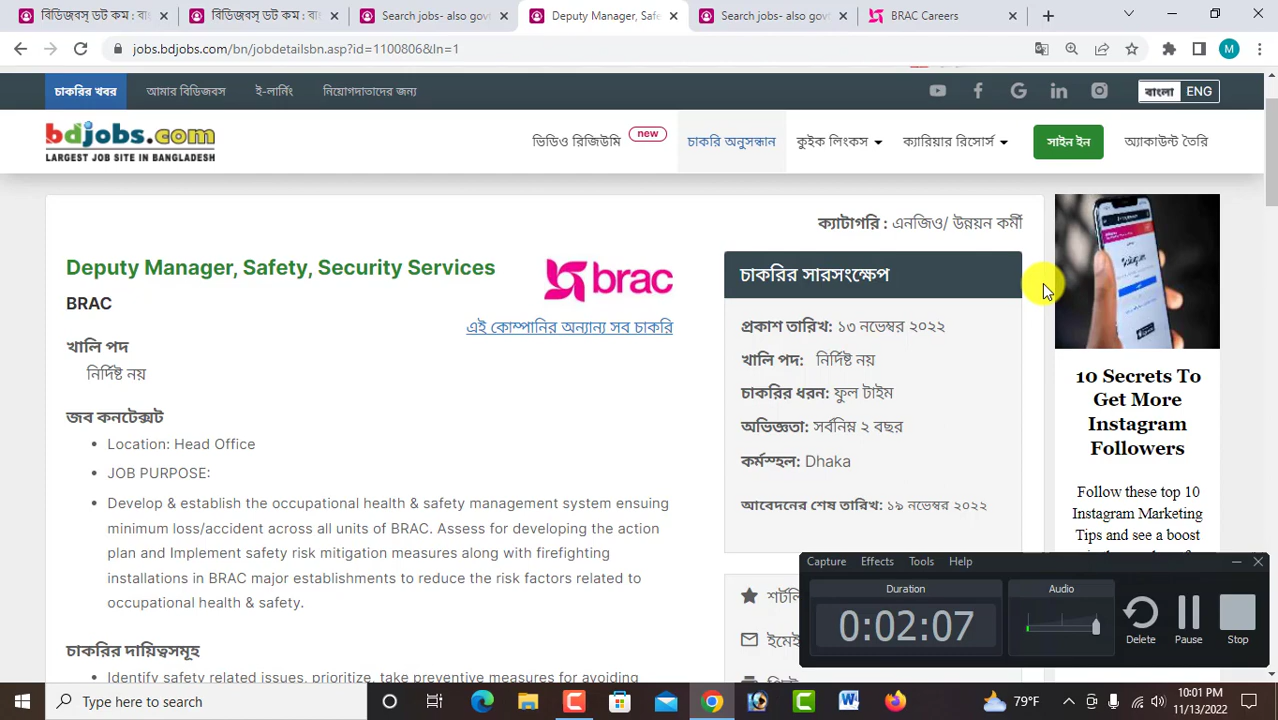 বিডিজবস্ ডট কম : বা
বিডিজবস্ ডট কম : বা
Search jobs- also govt
Deputy Manager, Safe
Search jobs- also govt
BRAC Careers
jobs.bdjobs.com/bn/jobdetailsbn.asp?id=1100806&ln=1
M
চাকরির খবর
আমার বিডিজবস
ই-লার্নিং
নিয়োগদাতাদের জন্য
বাংলা ENG
bdjobs.com
LARGEST JOB SITE IN BANGLADESH
ভিডিও রিজিউমি new
চাকরি অনুসন্ধান
কুইক লিংকস
ক্যারিয়ার রিসোর্স
সাইন ইন
অ্যাকাউন্ট তৈরি
ক্যাটাগরি : এনজিও/ উন্নয়ন কর্মী
Deputy Manager, Safety, Security Services
BRAC
brac
এই কোম্পানির অন্যান্য সব চাকরি
খালি পদ
নির্দিষ্ট নয়
জব কনটেক্সট
Location: Head Office
JOB PURPOSE:
Develop & establish the occupational health & safety management system ensuing
minimum loss/accident across all units of BRAC. Assess for developing the action
plan and Implement safety risk mitigation measures along with firefighting
installations in BRAC major establishments to reduce the risk factors related to
occupational health & safety.
চাকরির দায়িত্বসমূহ
Identify safety related issues, prioritize, take preventive measures for avoiding
চাকরির সারসংক্ষেপ
প্রকাশ তারিখ: ১৩ নভেম্বর ২০২২
খালি পদ: নির্দিষ্ট নয়
চাকরির ধরন: ফুল টাইম
অভিজ্ঞতা: সর্বনিম্ন ২ বছর
কর্মস্হল: Dhaka
আবেদনের শেষ তারিখ: ১৯ নভেম্বর ২০২২
10 Secrets To
Get More
Instagram
Followers
Follow these top 10
Instagram Marketing
Tips and see a boost
Capture Effects Tools Help
Duration
0:02:07
Audio
Delete
Pause
Stop
Type here to search
79°F
10:01 PM
11/13/2022